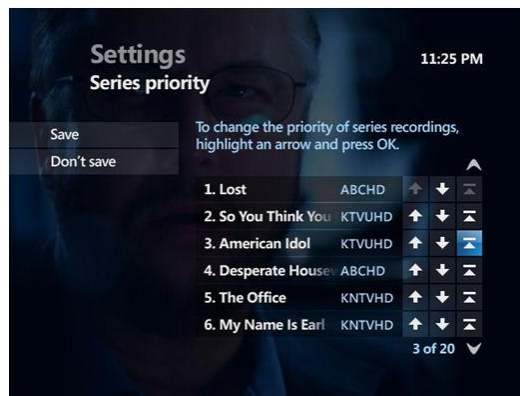 Settings
11:25 PM
Series priority
Save
Don't save
To change the priority of series recordings,
highlight an arrow and press OK.
1. Lost ABCHD
2. So You Think You KTVUHD
3. American Idol KTVUHD
4. Desperate House ABCHD
5. The Office KNTVHD
6. My Name Is Earl KNTVHD
3 of 20